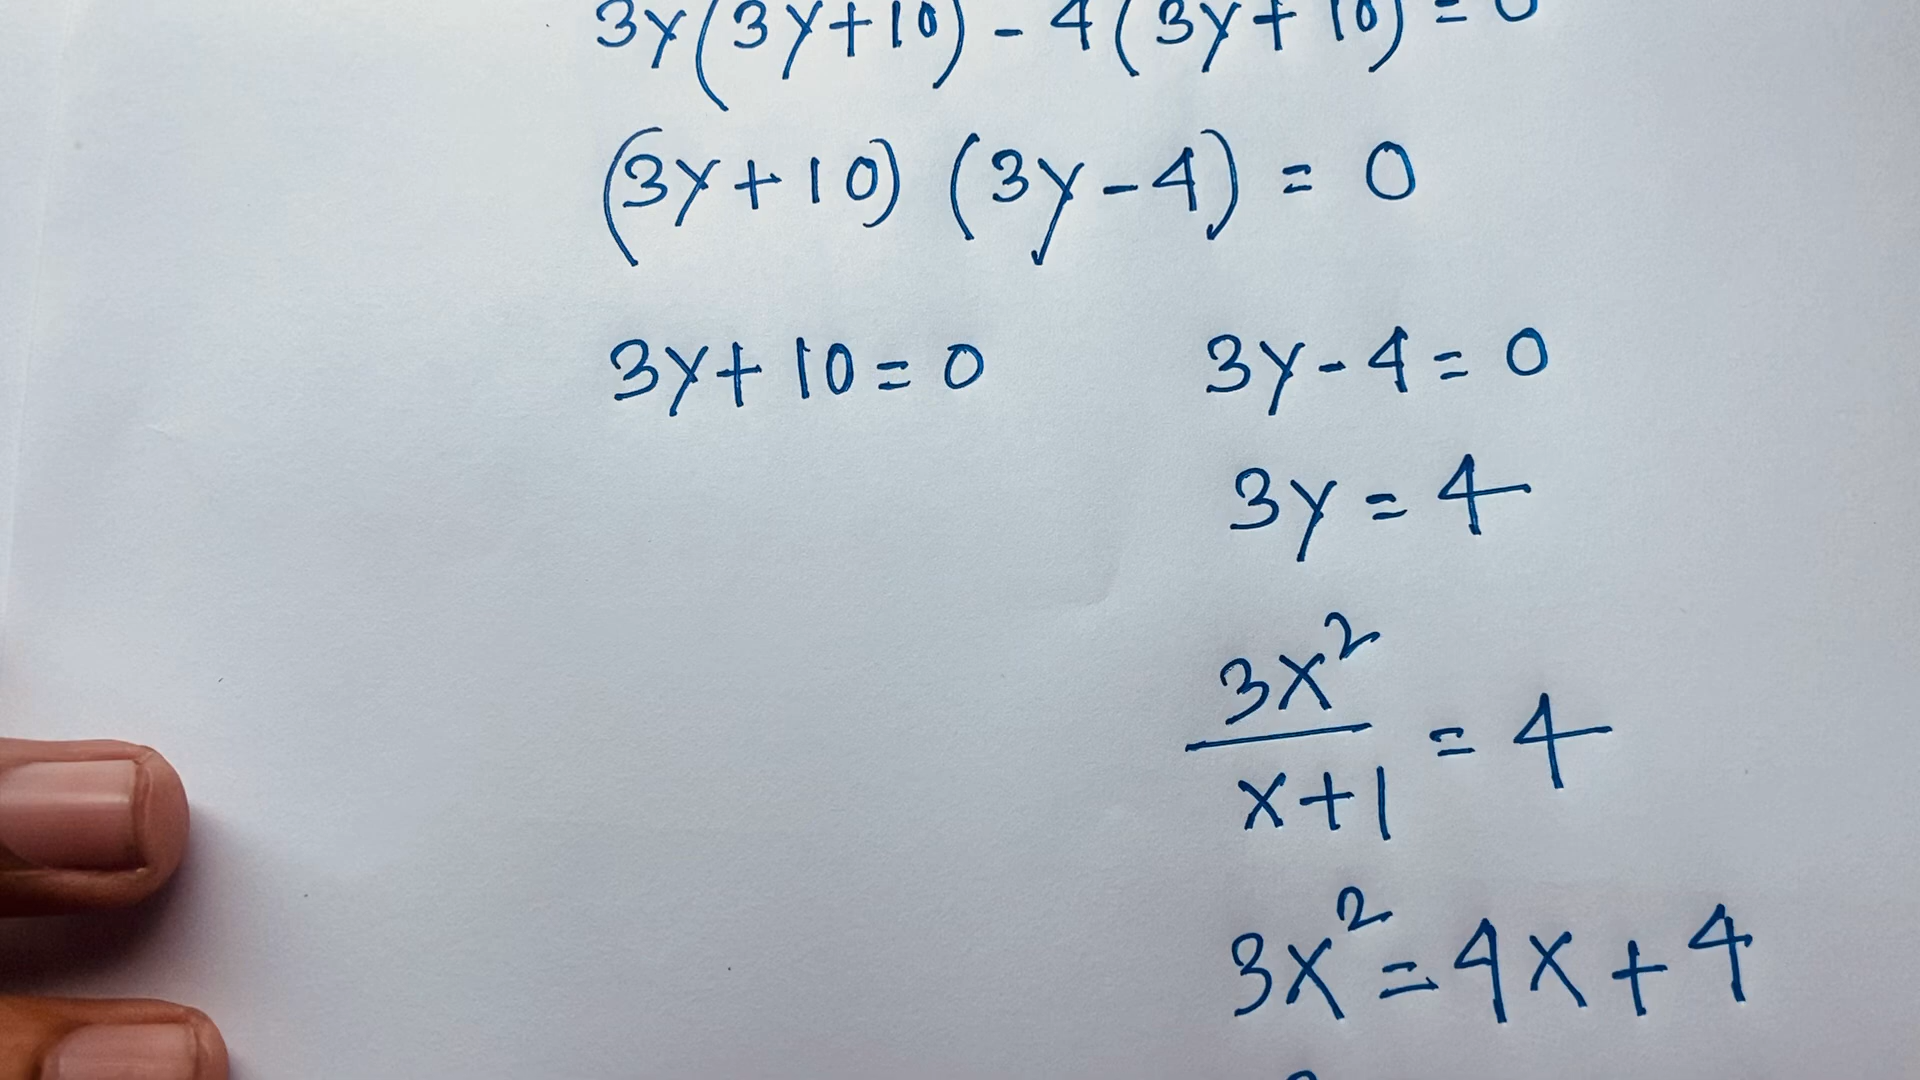 3y(3y+10) - 4(3y+10) = 0
(3y+10) (3y-4) = 0
3y+10=0 3y-4=0
3y=4
3x²/x+1 = 4
3x²=4x+4